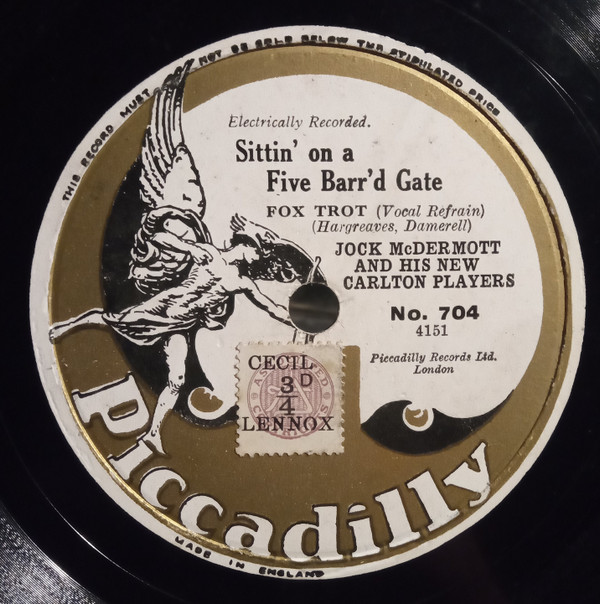 THIS RECORD MUST NOT BE SOLD BELOW THE STIPULATED PRICE
Electrically Recorded.
Sittin' on a
Five Barr'd Gate
FOX TROT (Vocal Refrain)
(Hargreaves, Damerell)
JOCK McDERMOTT
AND HIS NEW
CARLTON PLAYERS
No. 704
4151
Piccadilly Records Ltd.
London
CECIL
3D
/
4
LENNOX
Piccadilly
MADE IN ENGLAND